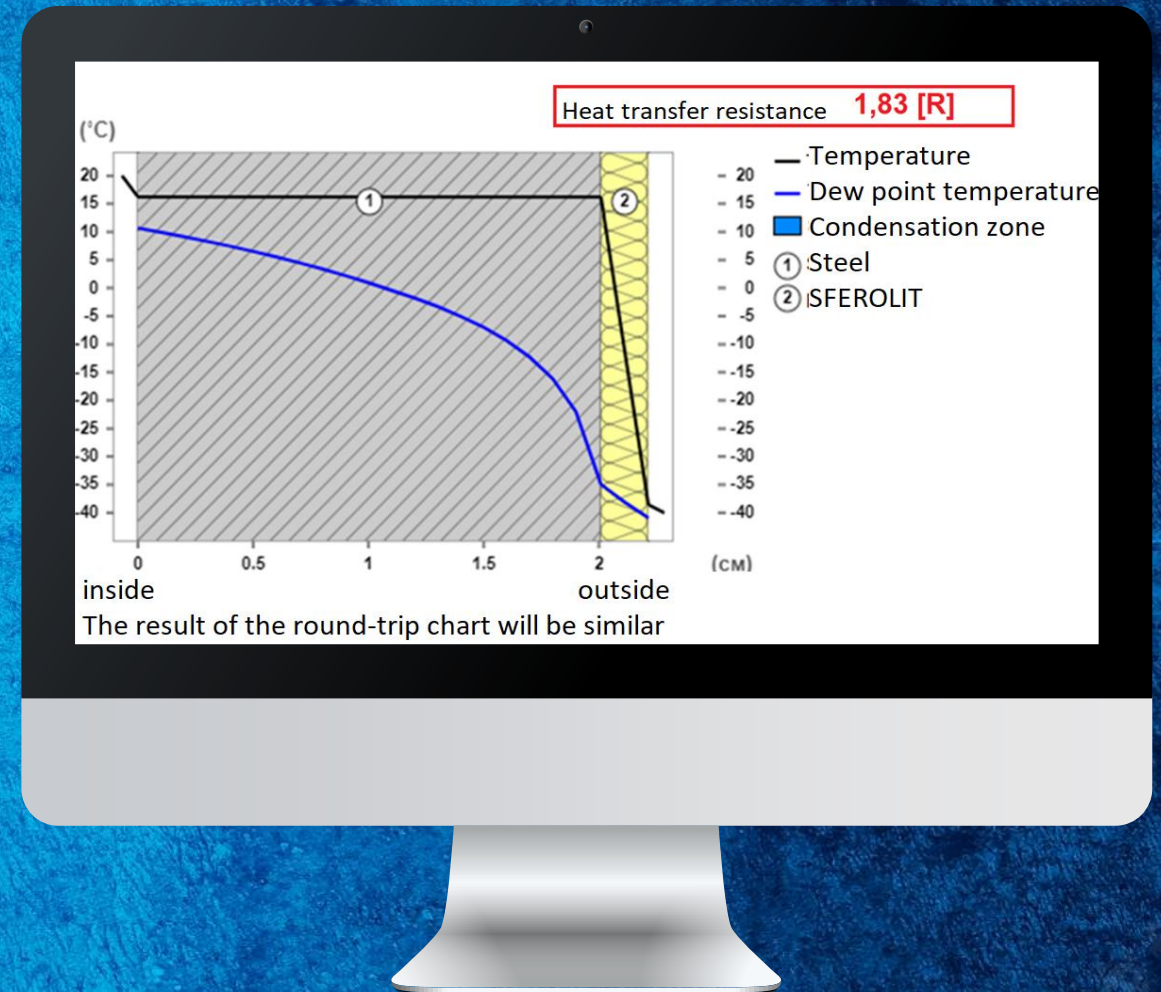 Heat transfer resistance 1,83 [R]
(°C)
20
15
10
5
0
-5
-10
-15
-20
-25
-30
-35
-40
1
2
20
15
10
5
0
-5
-10
-15
-20
-25
-30
-35
-40
Temperature
Dew point temperature
Condensation zone
1 Steel
2 SFEROLIT
0 0.5 1 1.5 2 (см)
inside outside
The result of the round-trip chart will be similar